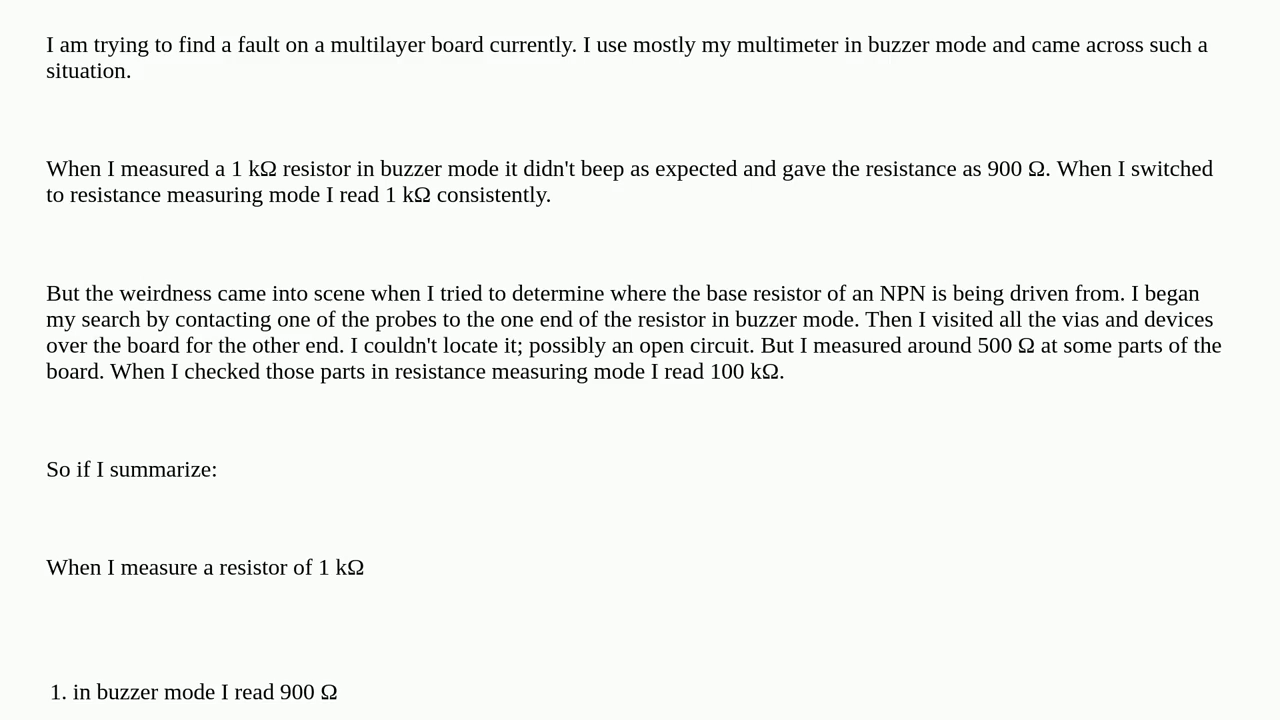 I am trying to find a fault on a multilayer board currently. I use mostly my multimeter in buzzer mode and came across such a
situation.
When I measured a 1 kΩ resistor in buzzer mode it didn't beep as expected and gave the resistance as 900 Ω. When I switched
to resistance measuring mode I read 1 kΩ consistently.
But the weirdness came into scene when I tried to determine where the base resistor of an NPN is being driven from. I began
my search by contacting one of the probes to the one end of the resistor in buzzer mode. Then I visited all the vias and devices
over the board for the other end. I couldn't locate it; possibly an open circuit. But I measured around 500 Ω at some parts of the
board. When I checked those parts in resistance measuring mode I read 100 kΩ.
So if I summarize:
When I measure a resistor of 1 kΩ
1. in buzzer mode I read 900 Ω